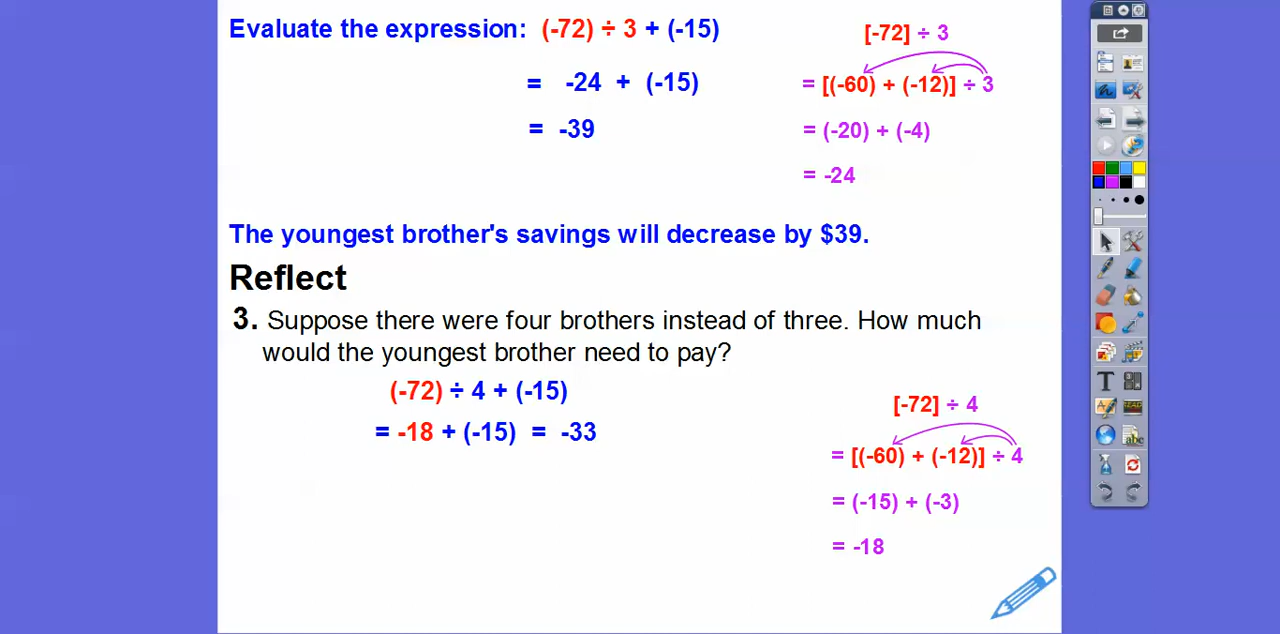 Evaluate the expression: (-72) ÷ 3 + (-15)
= -24 + (-15)
= -39
[-72] ÷ 3
= [(-60) + (-12)] ÷ 3
= (-20) + (-4)
= -24
The youngest brother's savings will decrease by $39.
Reflect
3. Suppose there were four brothers instead of three. How much
would the youngest brother need to pay?
(-72) ÷ 4 + (-15)
= -18 + (-15) = -33
[-72] ÷ 4
= [(-60) + (-12)] ÷ 4
= (-15) + (-3)
= -18
T
abc